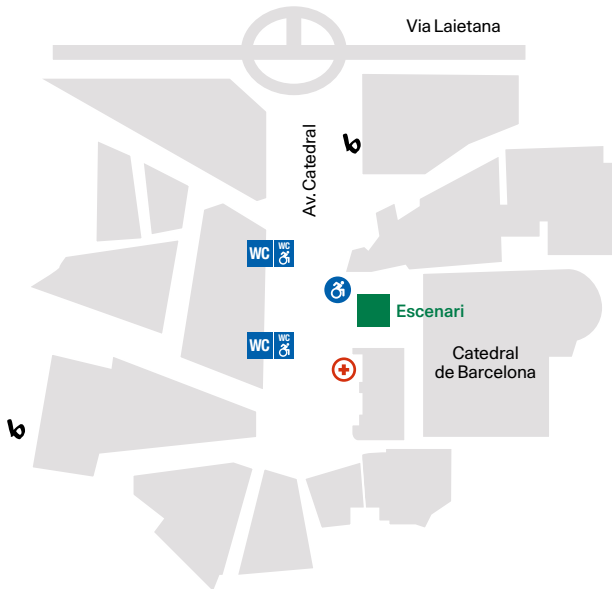 Via Laietana
Av. Catedral
WC WC
Escenari
WC WC
Catedral
de Barcelona